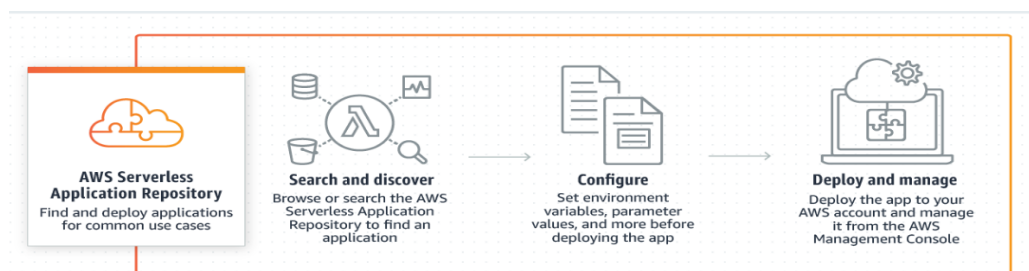 AWS Serverless
Application Repository
Find and deploy applications
for common use cases
Search and discover
Browse or search the AWS
Serverless Application
Repository to find an
application
Configure
Set environment
variables, parameter
values, and more before
deploying the app
Deploy and manage
Deploy the app to your
AWS account and manage
it from the AWS
Management Console